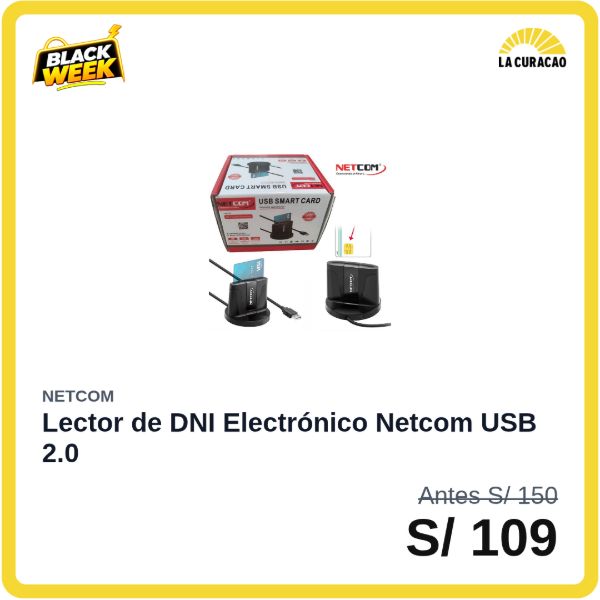 BLACK
WEEK
LA CURACAO
NETCOM
USB SMART CARD
NETCOM
NETCOM
Lector de DNI Electrónico Netcom USB
2.0
Antes S/ 150
S/ 109